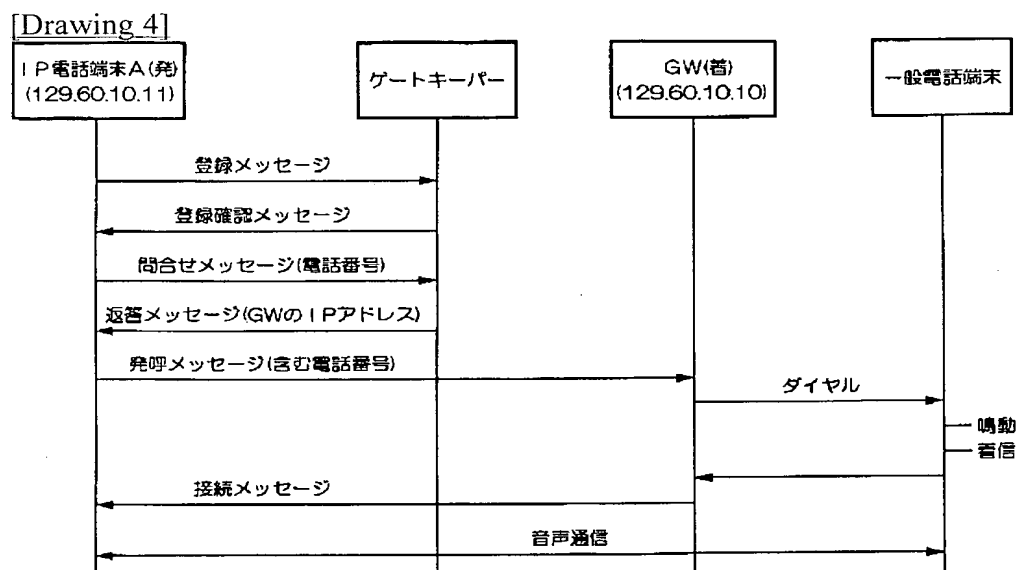 [Drawing 4]
IP電話端末A(発)
(129.60.10.11)
ゲートキーパー
GW(着)
(129.60.10.10)
一般電話端末
登録メッセージ
登録確認メッセージ
問合せメッセージ(電話番号)
返答メッセージ(GWのIPアドレス)
発呼メッセージ(含む電話番号)
ダイヤル
鳴動
着信
接続メッセージ
音声通信